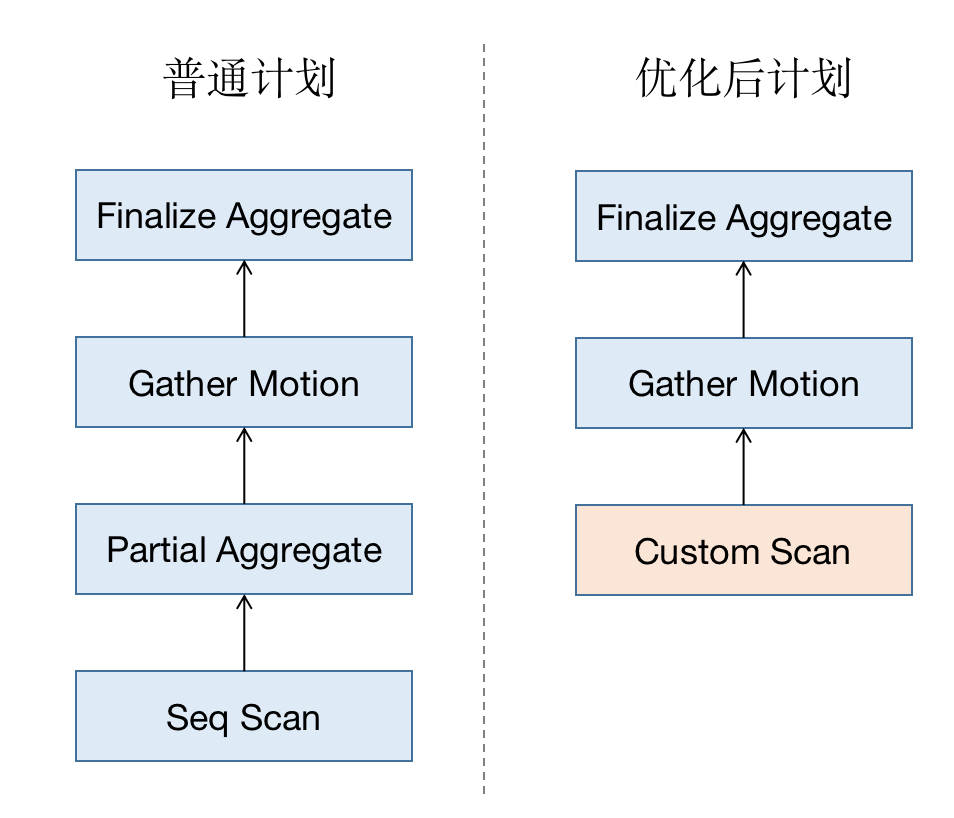 普通计划
Finalize Aggregate
Gather Motion
Partial Aggregate
Seq Scan
优化后计划
Finalize Aggregate
Gather Motion
Custom Scan